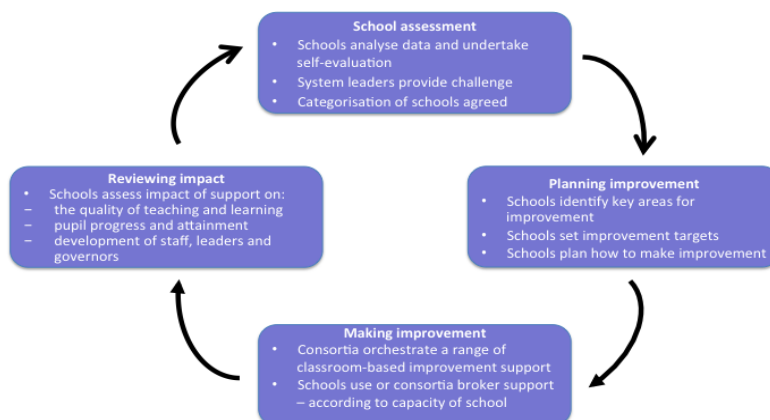 School assessment
• Schools analyse data and undertake
self-evaluation
• System leaders provide challenge
• Categorisation of schools agreed
Planning improvement
• Schools identify key areas for
improvement
• Schools set improvement targets
• Schools plan how to make improvement
Making improvement
• Consortia orchestrate a range of
classroom-based improvement support
• Schools use or consortia broker support
– according to capacity of school
Reviewing impact
• Schools assess impact of support on:
– the quality of teaching and learning
– pupil progress and attainment
– development of staff, leaders and
governors